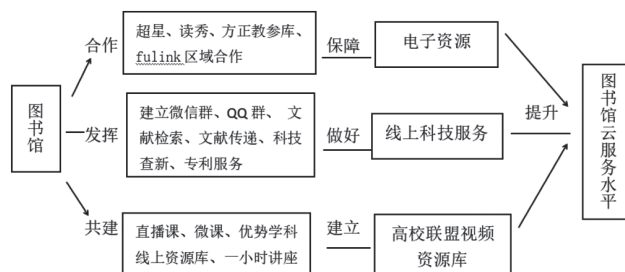 图书馆
合作
超星、读秀、方正教参库、
fulink区域合作
保障
电子资源
发挥
建立微信群、QQ 群、 文
献检索、文献传递、科技
查新、专利服务
做好
线上科技服务
共建
直播课、微课、优势学科
线上资源库、一小时讲座
建立
高校联盟视频
资源库
提升
图书馆云服务水平